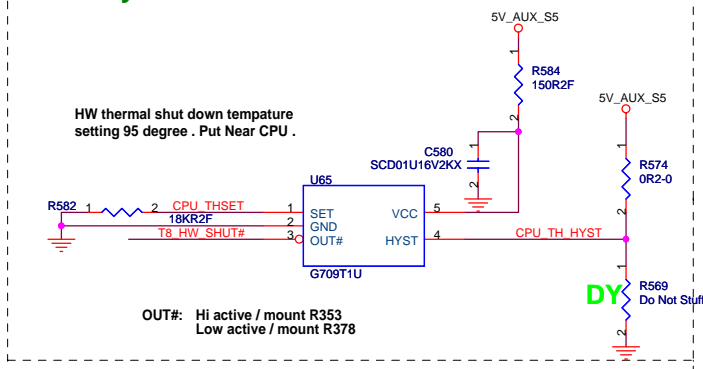 5V_AUX_S5
1
R584
150R2F
2
5V_AUX_S5
HW thermal shut down tempature
setting 95 degree . Put Near CPU .
C580
SCD01U16V2KX
1
2
1
R574
0R2-0
2
U65
R582 1 2 CPU_THSET 1 SET VCC 5
18KR2F 2 GND
T8_HW_SHUT# 3 OUT# HYST 4 CPU_TH_HYST
G709T1U
1
DY R569
Do Not Stuff
2
OUT#: Hi active / mount R353
Low active / mount R378